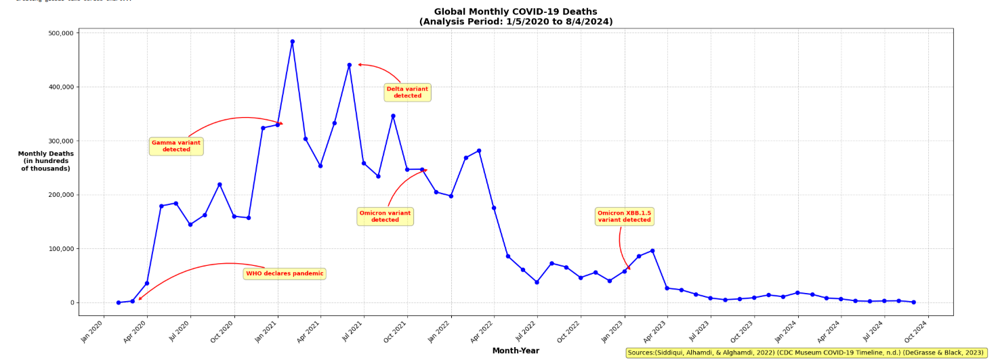 Global Monthly COVID-19 Deaths
(Analysis Period: 1/5/2020 to 8/4/2024)
500,000
400,000
300,000
200,000
100,000
0
Monthly Deaths
(in hundreds
of thousands)
Delta variant
detected
Gamma variant
detected
Omicron variant
detected
Omicron XBB.1.5
variant detected
WHO declares pandemic
Jan 2020
Apr 2020
Jul 2020
Oct 2020
Jan 2021
Apr 2021
Jul 2021
Oct 2021
Jan 2022
Apr 2022
Jul 2022
Oct 2022
Jan 2023
Apr 2023
Jul 2023
Oct 2023
Jan 2024
Apr 2024
Jul 2024
Oct 2024
Month-Year
Sources:(Siddiqui, Alhamdi, & Alghamdi, 2022) (CDC Museum COVID-19 Timeline, n.d.) (DeGrasse & Black, 2023)